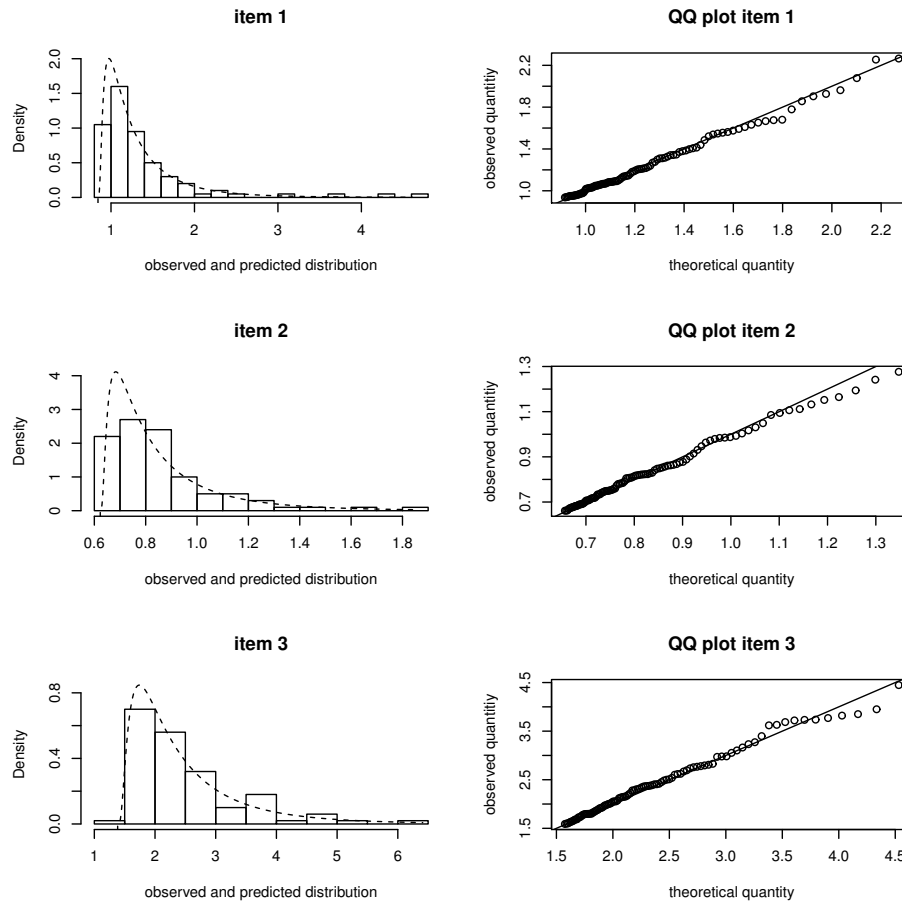 item 1
Density
0.0 0.5 1.0 1.5 2.0
1 2 3 4
observed and predicted distribution
QQ plot item 1
observed quantitiy
1.0 1.4 1.8 2.2
1.0 1.2 1.4 1.6 1.8 2.0 2.2
theoretical quantity
item 2
Density
0 1 2 3 4
0.6 0.8 1.0 1.2 1.4 1.6 1.8
observed and predicted distribution
QQ plot item 2
observed quantitiy
0.7 0.9 1.1 1.3
0.7 0.8 0.9 1.0 1.1 1.2 1.3
theoretical quantity
item 3
Density
0.0 0.4 0.8
1 2 3 4 5 6
observed and predicted distribution
QQ plot item 3
observed quantitiy
1.5 2.5 3.5 4.5
1.5 2.0 2.5 3.0 3.5 4.0 4.5
theoretical quantity